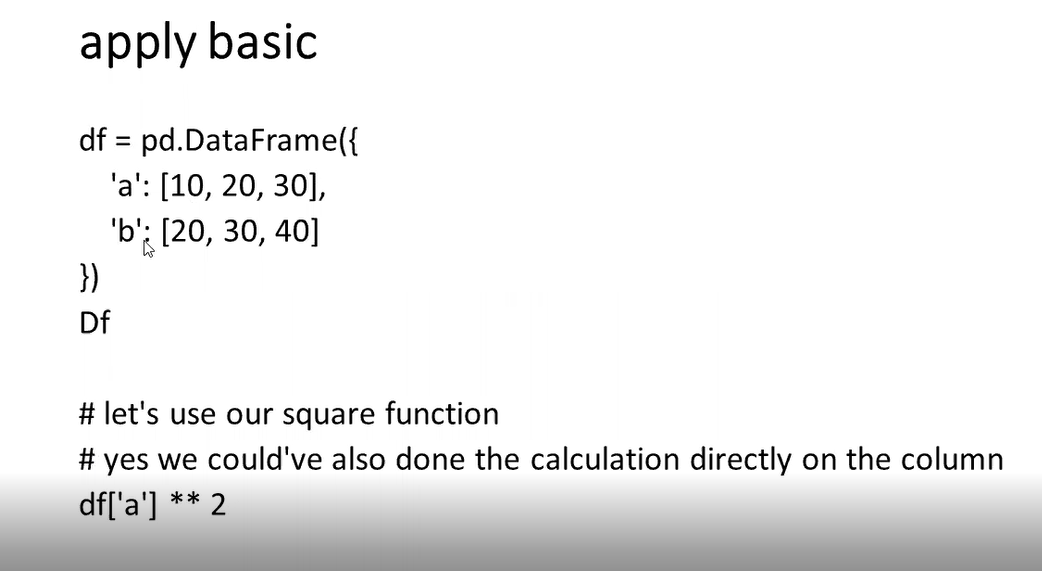 apply basic
df = pd.DataFrame({
'a': [10, 20, 30],
'b': [20, 30, 40]
})
Df
# let's use our square function
# yes we could've also done the calculation directly on the column
df['a'] ** 2